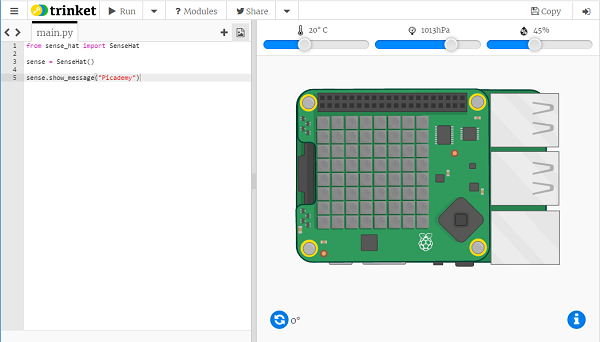 trinket Run ? Modules Share Copy
main.py
20° C 1013hPa 45%
1 from sense_hat import SenseHat
2
3 sense = SenseHat()
4
5 sense.show_message("Picademy")
0°